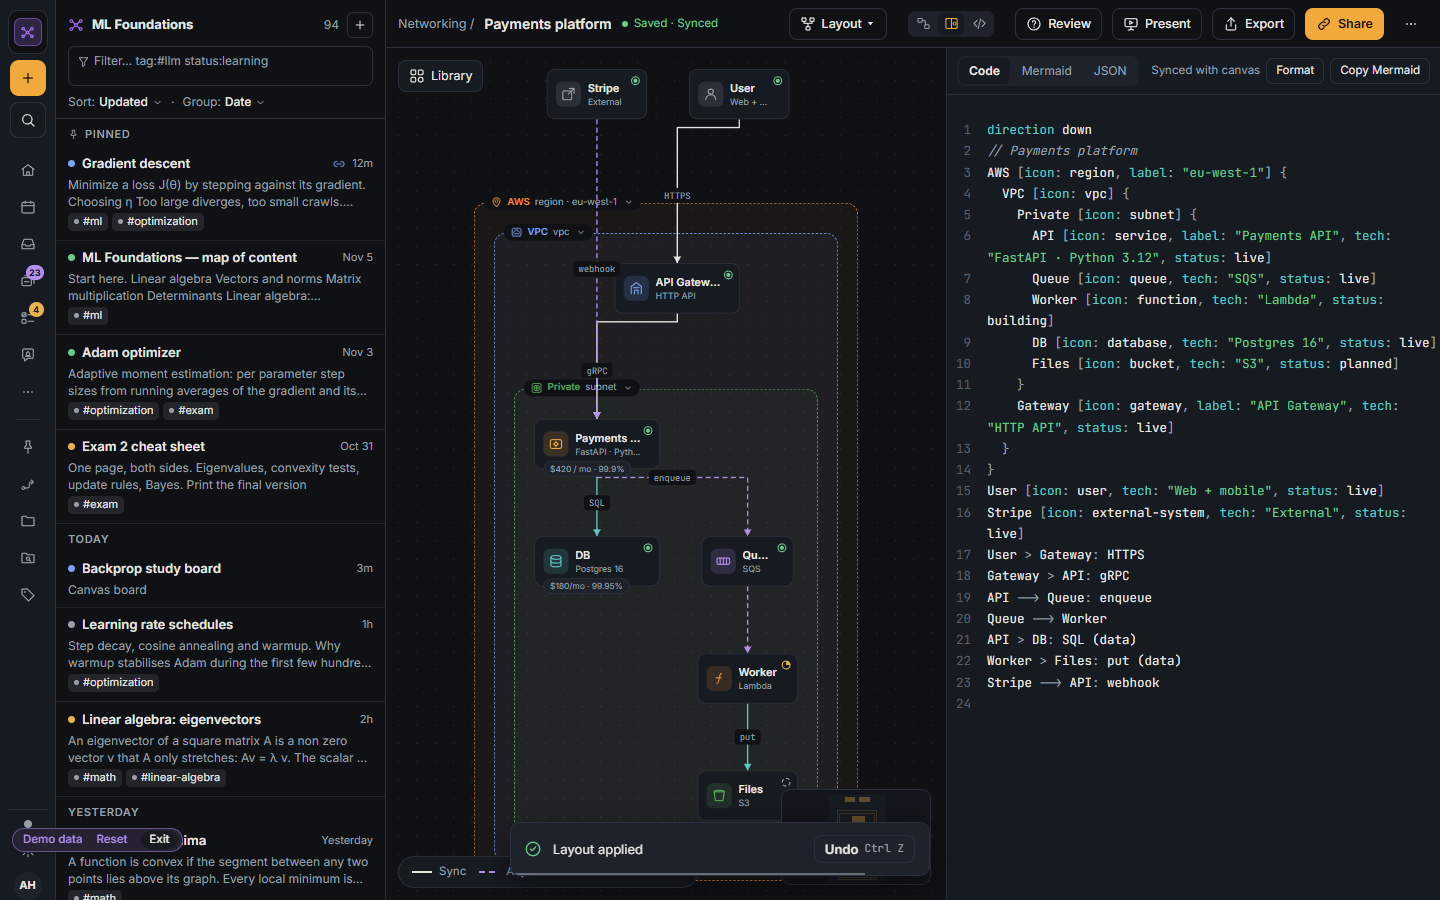 ML Foundations 94
Filter... tag:#llm status:learning
Sort: Updated · Group: Date
PINNED
Gradient descent 12m
Minimize a loss J(θ) by stepping against its gradient.
Choosing η Too large diverges, too small crawls....
#ml #optimization
ML Foundations — map of content Nov 5
Start here. Linear algebra Vectors and norms Matrix
multiplication Determinants Linear algebra:...
#ml
Adam optimizer Nov 3
Adaptive moment estimation: per parameter step
sizes from running averages of the gradient and its...
#optimization #exam
Exam 2 cheat sheet Oct 31
One page, both sides. Eigenvalues, convexity tests,
update rules, Bayes. Print the final version
#exam
TODAY
Backprop study board 3m
Canvas board
Learning rate schedules 1h
Step decay, cosine annealing and warmup. Why
warmup stabilises Adam during the first few hundre...
#optimization
Linear algebra: eigenvectors 2h
An eigenvector of a square matrix A is a non zero
vector v that A only stretches: Av = λ v. The scalar ...
#math #linear-algebra
YESTERDAY
ima Yesterday
A function is convex if the segment between any two
points lies above its graph. Every local minimum is...
#math
23
4
Demo data Reset Exit
AH
Networking / Payments platform Saved · Synced
Layout Review Present Export Share
Library
Stripe
External
User
Web + ...
HTTPS
AWS region · eu-west-1
VPC vpc
webhook
API Gatew...
HTTP API
gRPC
Private subnet
Payments ...
FastAPI · Pyth...
$420 / mo · 99.9%
enqueue
SQL
DB
Postgres 16
$180/mo · 99.95%
Qu...
SQS
Worker
Lambda
put
Files
S3
Sync
Layout applied Undo Ctrl Z
Code Mermaid JSON Synced with canvas Format Copy Mermaid
1 direction down
2 // Payments platform
3 AWS [icon: region, label: "eu-west-1"] {
4 VPC [icon: vpc] {
5 Private [icon: subnet] {
6 API [icon: service, label: "Payments API", tech:
"FastAPI · Python 3.12", status: live]
7 Queue [icon: queue, tech: "SQS", status: live]
8 Worker [icon: function, tech: "Lambda", status:
building]
9 DB [icon: database, tech: "Postgres 16", status: live]
10 Files [icon: bucket, tech: "S3", status: planned]
11 }
12 Gateway [icon: gateway, label: "API Gateway", tech:
"HTTP API", status: live]
13 }
14 }
15 User [icon: user, tech: "Web + mobile", status: live]
16 Stripe [icon: external-system, tech: "External", status:
live]
17 User > Gateway: HTTPS
18 Gateway > API: gRPC
19 API --> Queue: enqueue
20 Queue --> Worker
21 API > DB: SQL (data)
22 Worker > Files: put (data)
23 Stripe --> API: webhook
24